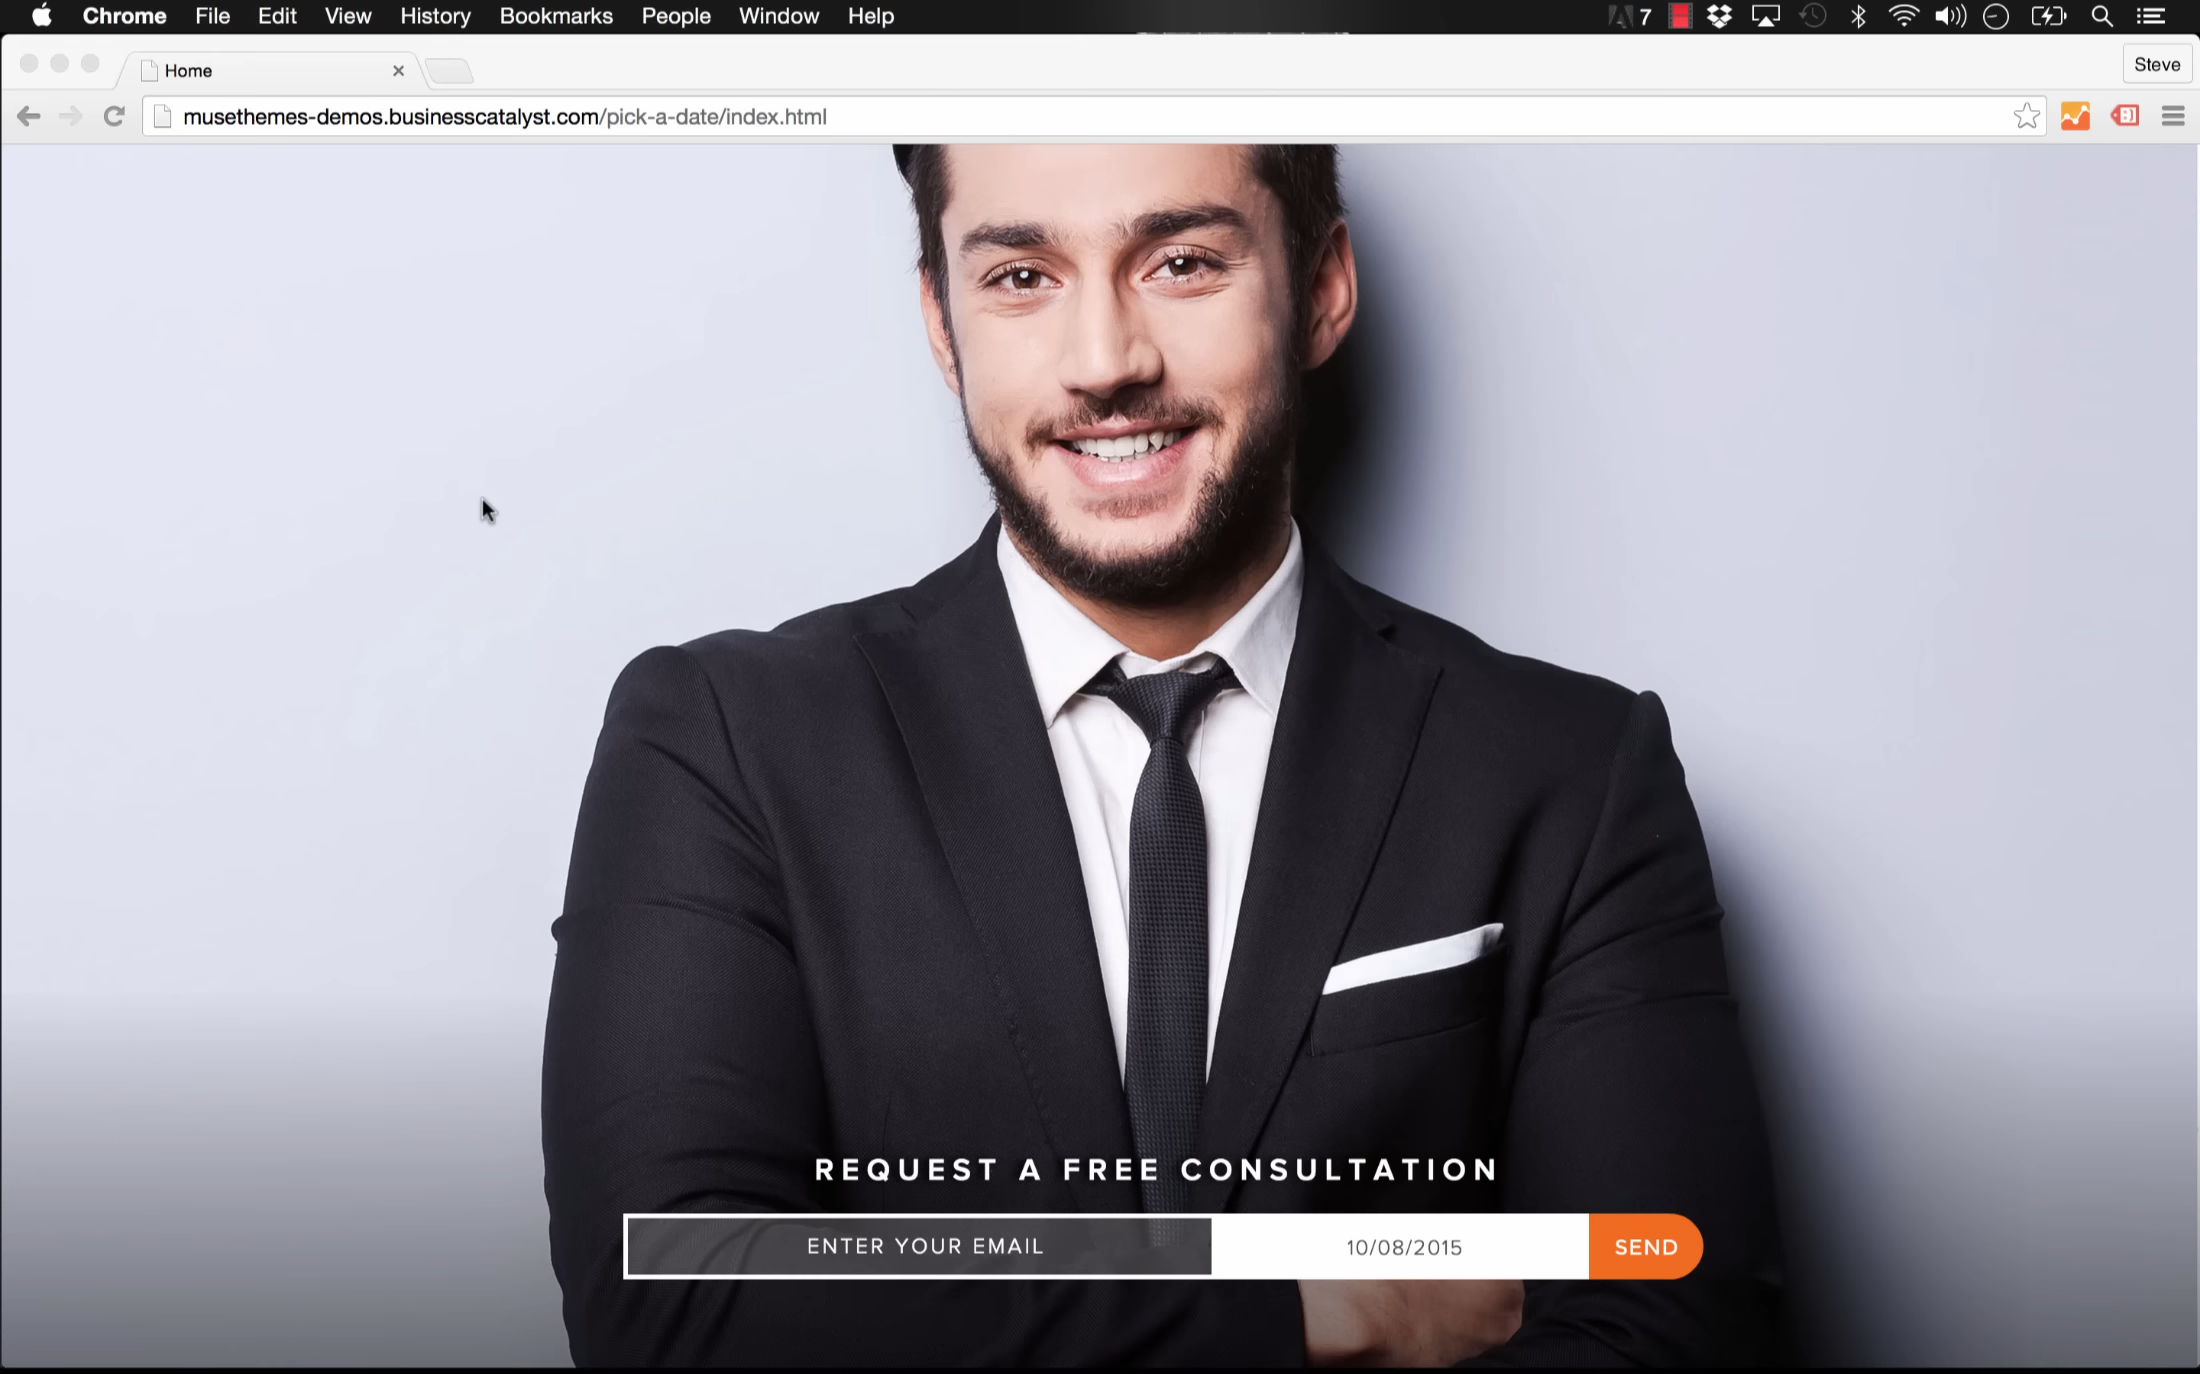 Chrome File Edit View History Bookmarks People Window Help 7
Home Steve
musethemes-demos.businesscatalyst.com/pick-a-date/index.html
REQUEST A FREE CONSULTATION
ENTER YOUR EMAIL 10/08/2015 SEND